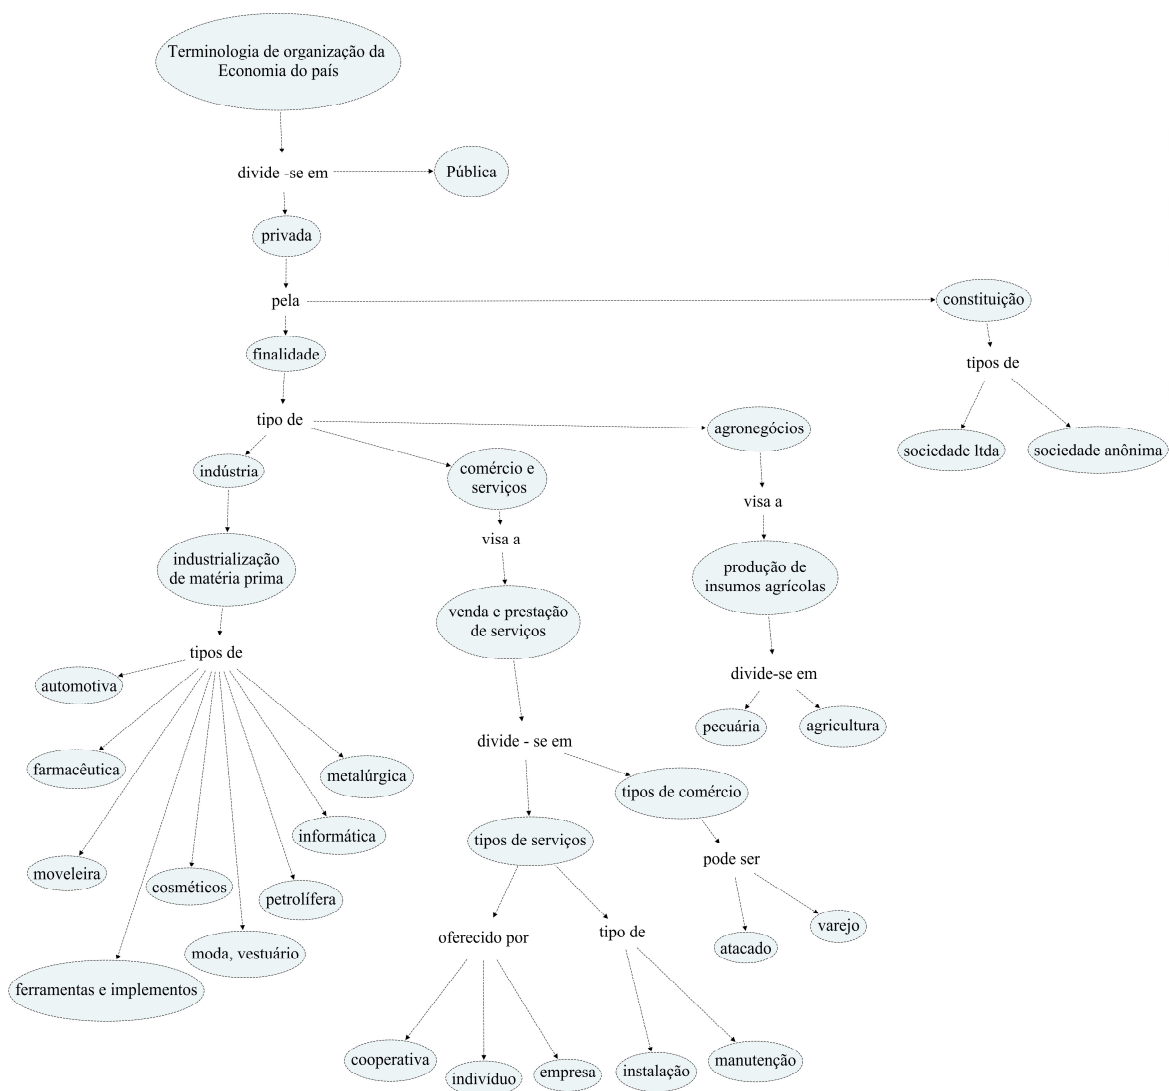 Terminologia de organização da
Economia do país
divide -se em
Pública
privada
pela
constituição
finalidade
tipos de
tipo de
agronegócios
sociedade ltda
sociedade anônima
indústria
comércio e
serviços
visa a
visa a
industrialização
de matéria prima
produção de
insumos agrícolas
venda e prestação
de serviços
tipos de
divide-se em
automotiva
pecuária
agricultura
divide - se em
farmacêutica
metalúrgica
tipos de comércio
informática
tipos de serviços
pode ser
moveleira
cosméticos
petrolífera
varejo
oferecido por
tipo de
atacado
moda, vestuário
ferramentas e implementos
cooperativa
individuo
empresa
instalação
manutenção